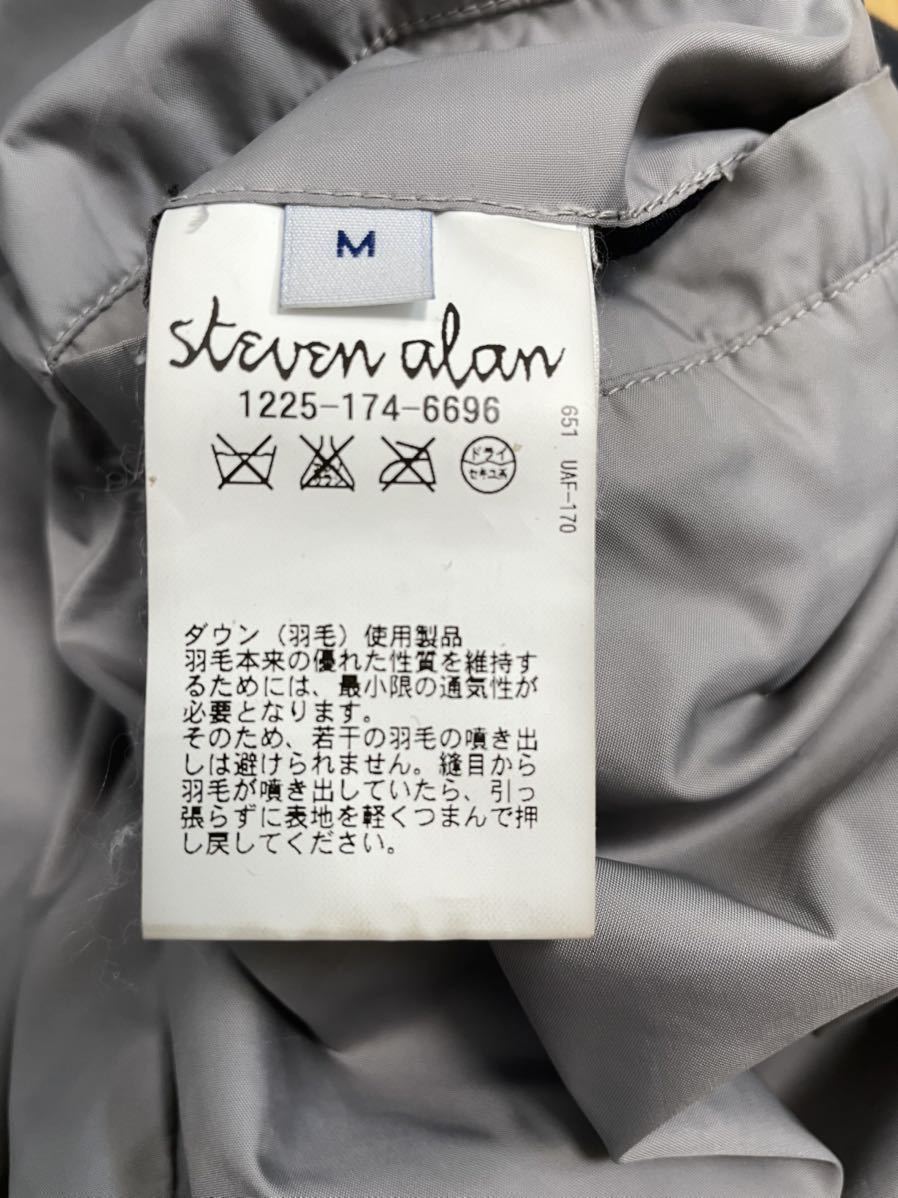 M
steven alan
1225-174-6696
ドライ
セキユ系
651 UAF-170
ダウン(羽毛)使用製品
羽毛本来の優れた性質を維持す
るためには、最小限の通気性が
必要となります。
そのため、若干の羽毛の噴き出
しは避けられません。縫目から
羽毛が噴き出していたら、引っ
張らずに表地を軽くつまんで押
し戻してください。